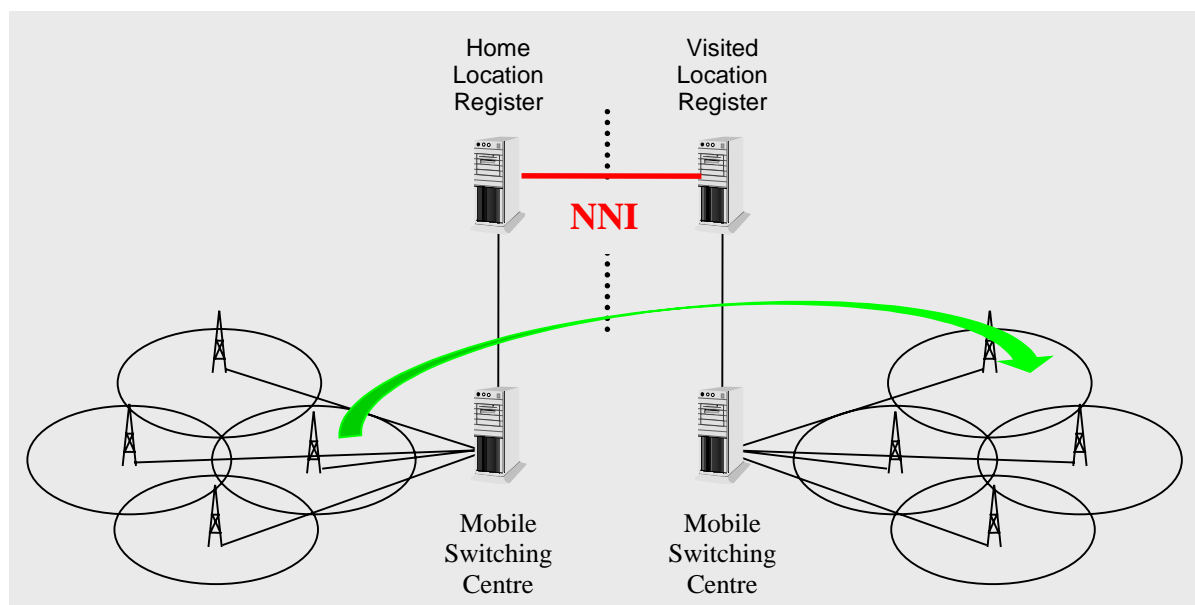 Home
Location
Register
Visited
Location
Register
NNI
Mobile
Switching
Centre
Mobile
Switching
Centre